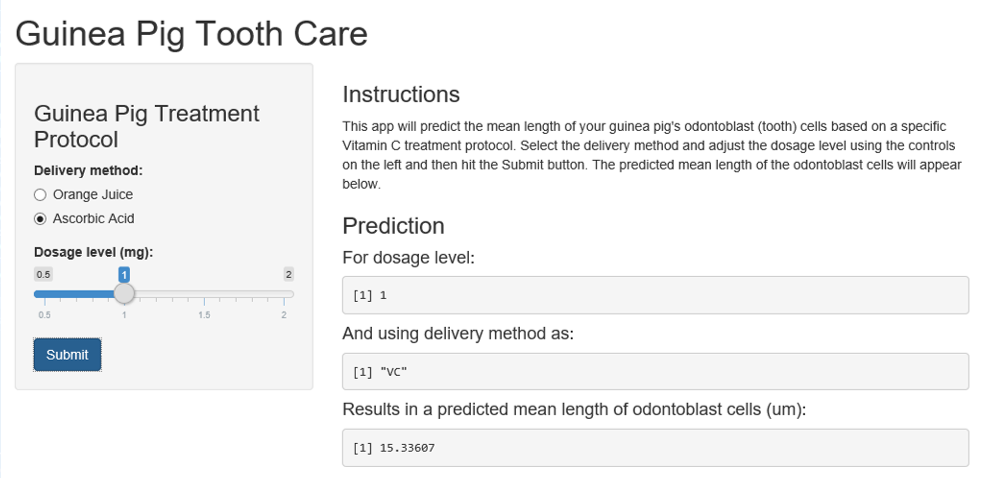 Guinea Pig Tooth Care
Guinea Pig Treatment
Protocol
Delivery method:
Orange Juice
Ascorbic Acid
Dosage level (mg):
0.5 1 2
0.5 1 1.5 2
Submit
Instructions
This app will predict the mean length of your guinea pig's odontoblast (tooth) cells based on a specific
Vitamin C treatment protocol. Select the delivery method and adjust the dosage level using the controls
on the left and then hit the Submit button. The predicted mean length of the odontoblast cells will appear
below.
Prediction
For dosage level:
[1] 1
And using delivery method as:
[1] "VC"
Results in a predicted mean length of odontoblast cells (um):
[1] 15.33607